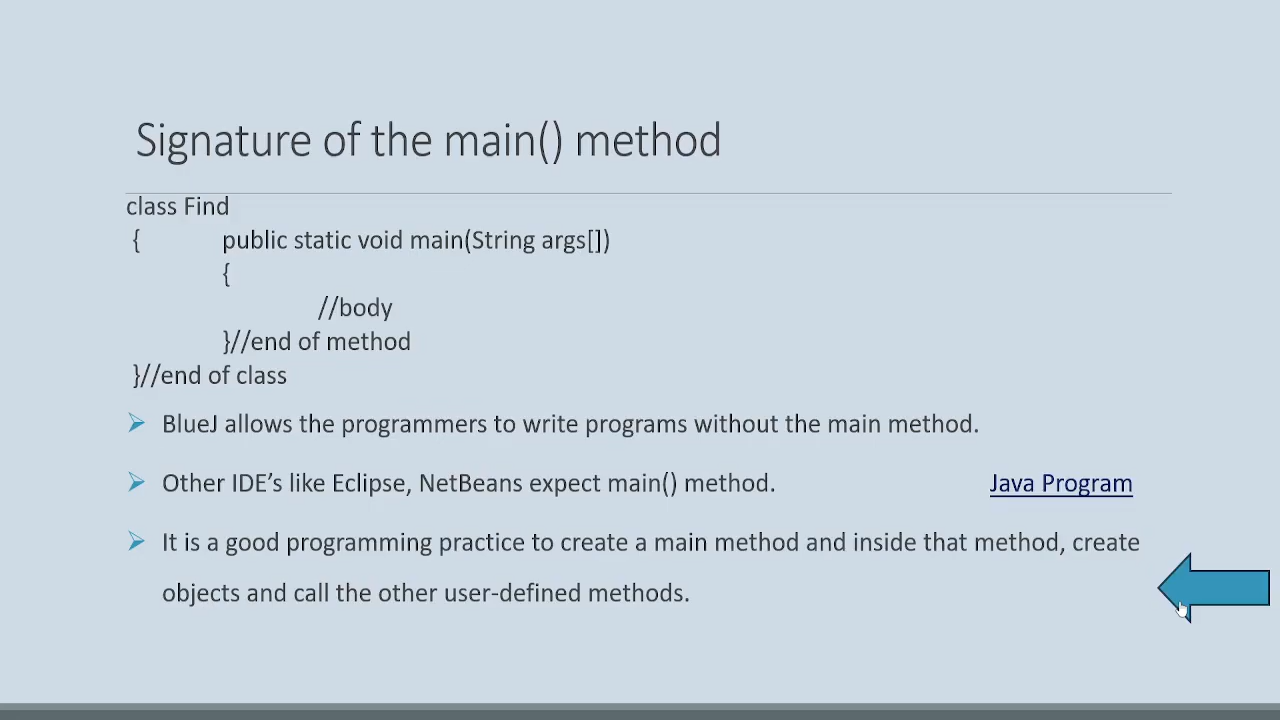 Signature of the main() method
class Find
{ public static void main(String args[])
{
//body
}//end of method
}//end of class
BlueJ allows the programmers to write programs without the main method.
Other IDE’s like Eclipse, NetBeans expect main() method. Java Program
It is a good programming practice to create a main method and inside that method, create
objects and call the other user-defined methods.